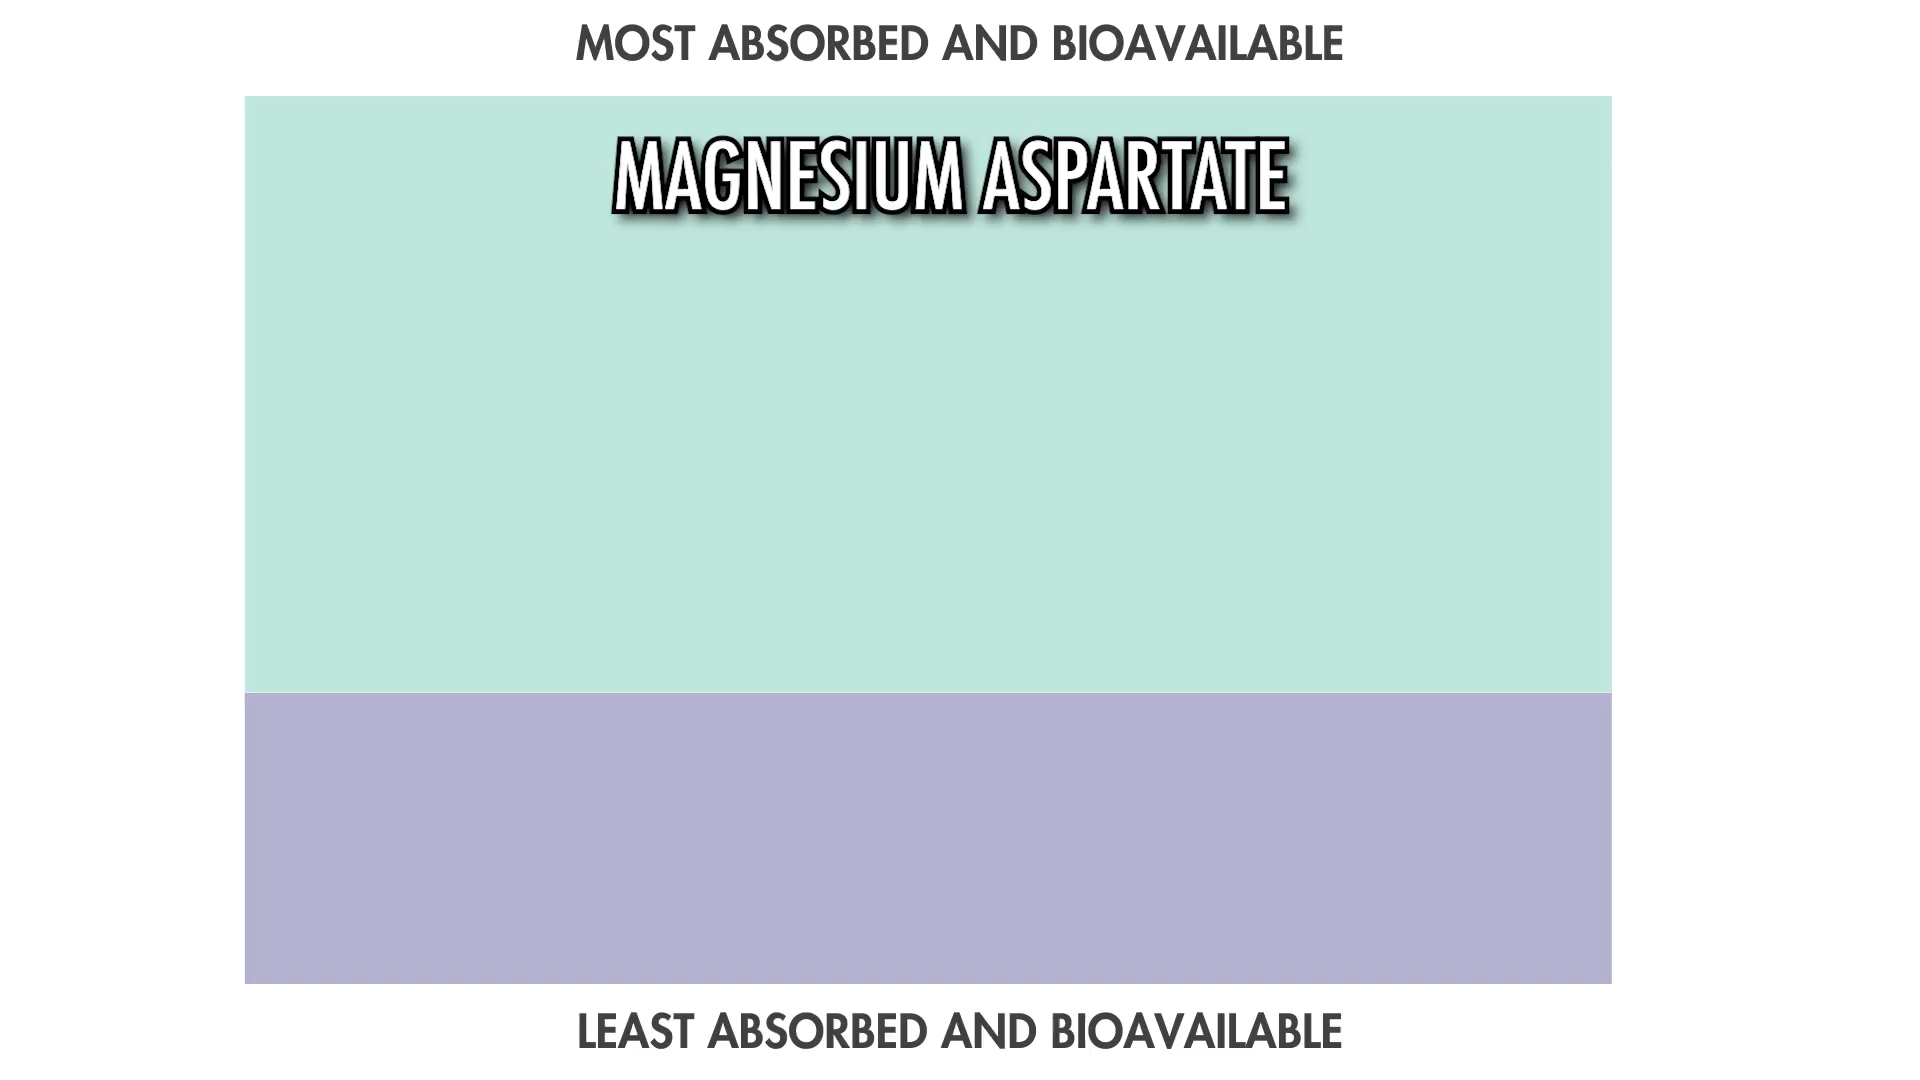 MOST ABSORBED AND BIOAVAILABLE
MAGNESIUM ASPARTATE
LEAST ABSORBED AND BIOAVAILABLE